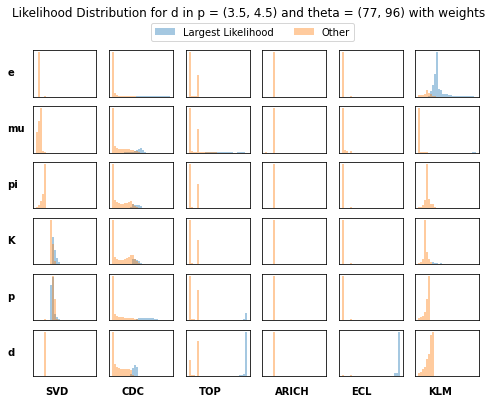 Likelihood Distribution for d in p = (3.5, 4.5) and theta = (77, 96) with weights
Largest Likelihood Other
e
mu
pi
K
p
d
SVD CDC TOP ARICH ECL KLM